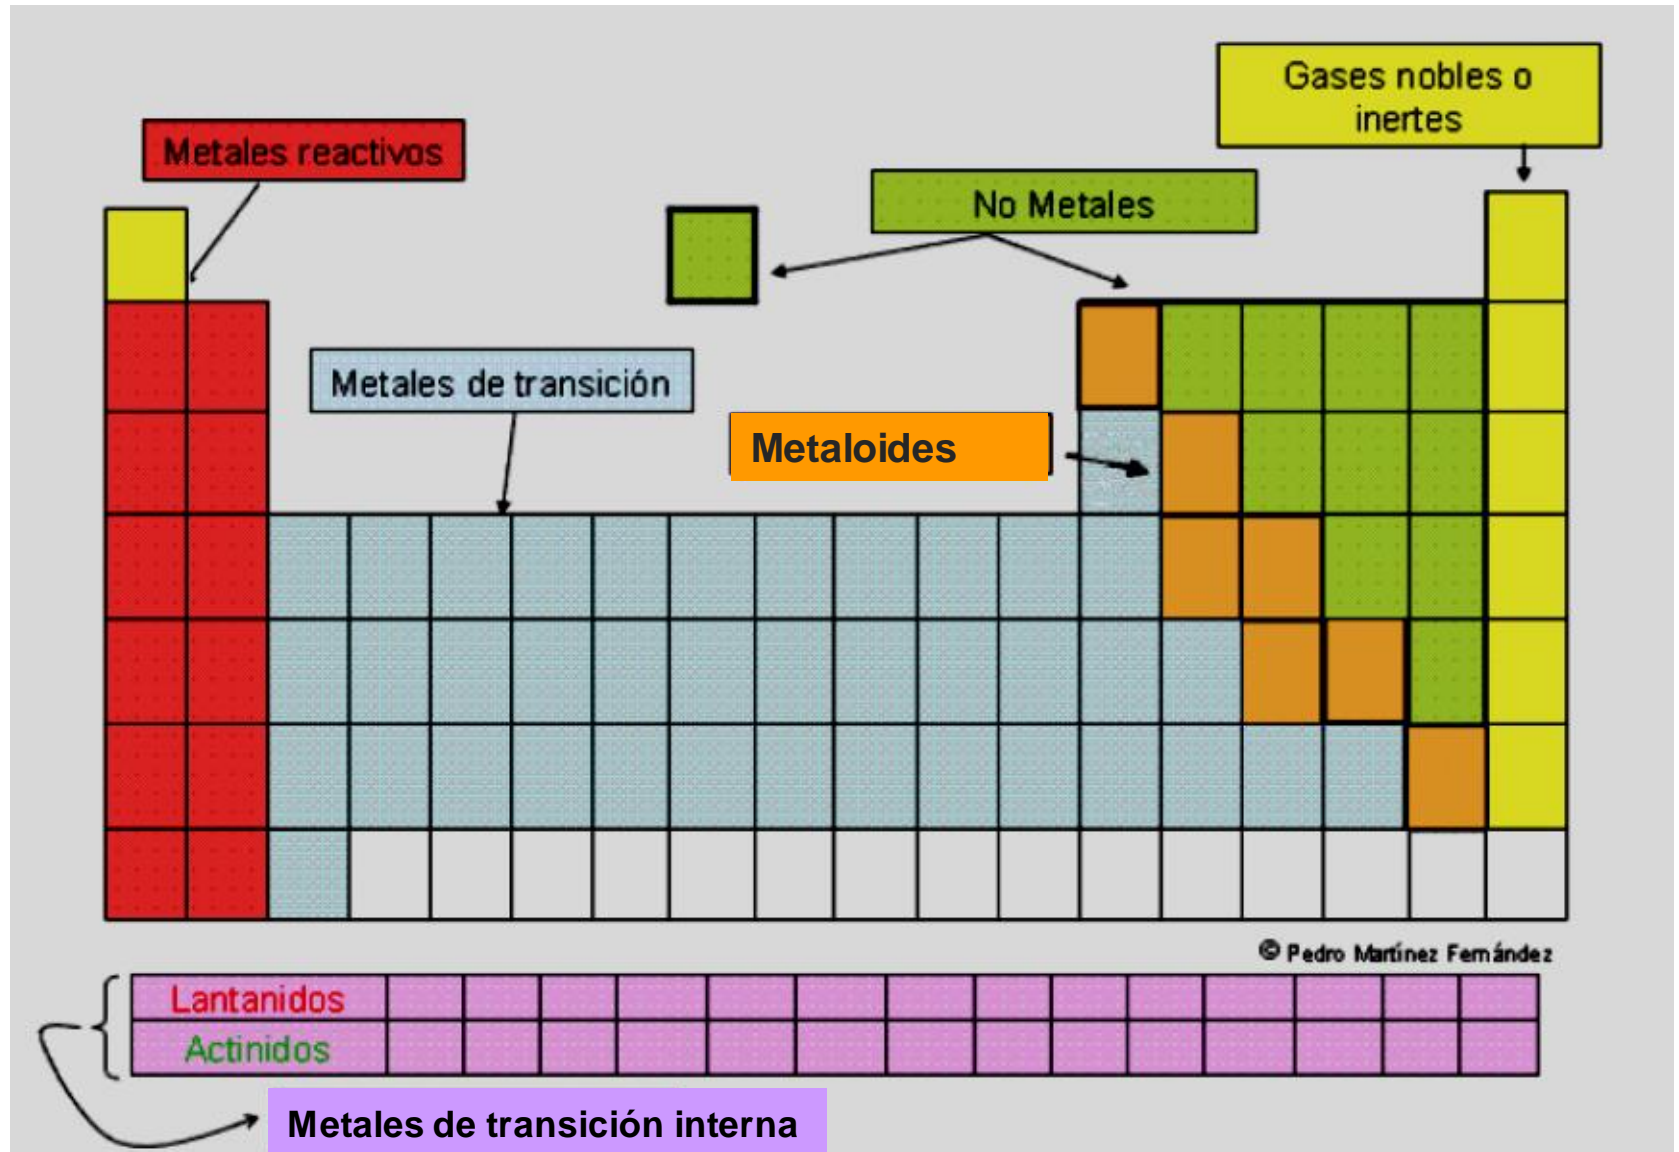 Gases nobles o
inertes
Metales reactivos
No Metales
Metales de transición
Metaloides
© Pedro Martínez Fernández
Lantanidos
Actinidos
Metales de transición interna